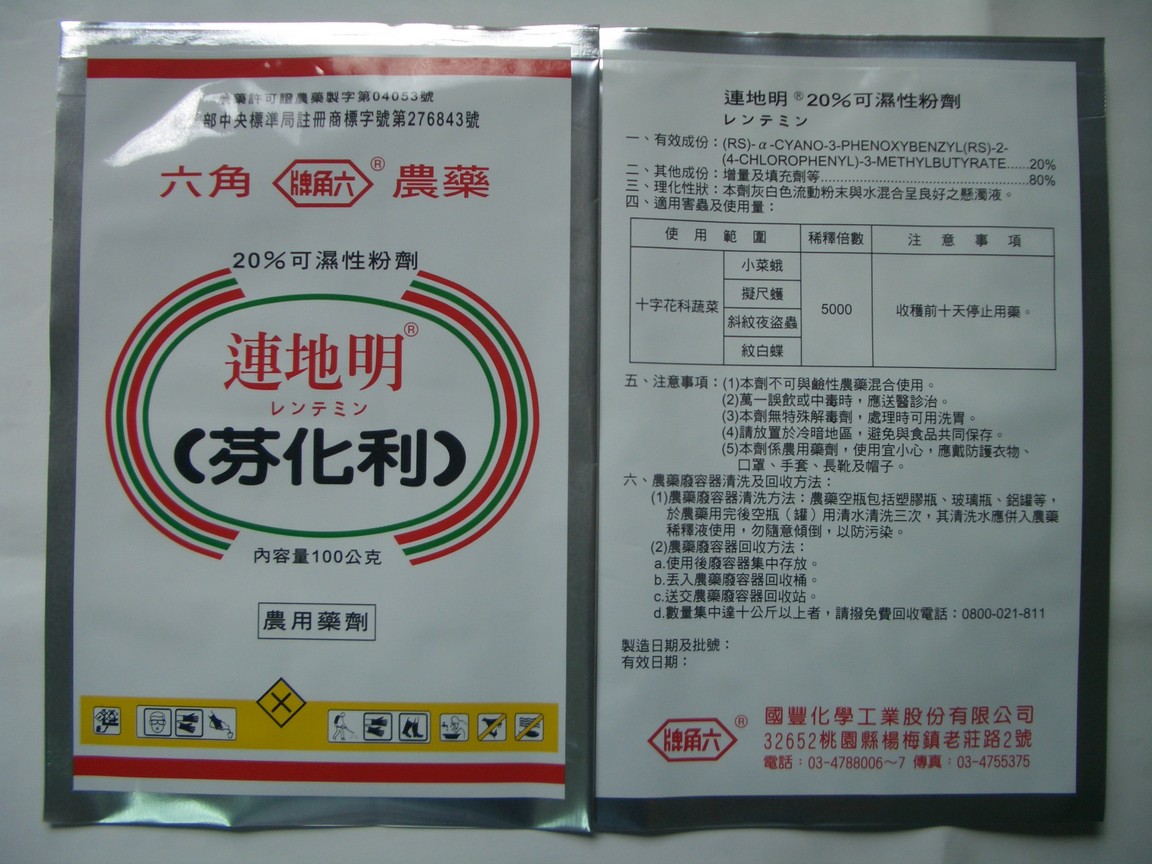 農藥許可證農藥製字第04053號
部中央標準局註冊商標字號第276843號
六角 牌角六® 農藥
20%可濕性粉劑
連地明®
レンテミン
(芬化利)
內容量100公克
農用藥劑
連地明®20%可濕性粉劑
レンテミン
一、有效成份：(RS)-α-CYANO-3-PHENOXYBENZYL(RS)-2-
(4-CHLOROPHENYL)-3-METHYLBUTYRATE.....20%
二、其他成份：增量及填充劑等................................................80%
三、理化性狀：本劑灰白色流動粉末與水混合呈良好之懸濁液。
四、適用害蟲及使用量：
使用範圍 稀釋倍數 注意事項
十字花科蔬菜 小菜蛾 5000 收穫前十天停止用藥。
擬尺蠖
斜紋夜盜蟲
紋白蝶
五、注意事項：(1)本劑不可與鹼性農藥混合使用。
(2)萬一誤飲或中毒時，應送醫診治。
(3)本劑無特殊解毒劑，處理時可用洗胃。
(4)請放置於冷暗地區，避免與食品共同保存。
(5)本劑係農用藥劑，使用宜小心，應戴防護衣物、
口罩、手套、長靴及帽子。
六、農藥廢容器清洗及回收方法：
(1)農藥廢容器清洗方法：農藥空瓶包括塑膠瓶、玻璃瓶、鋁罐等，
於農藥用完後空瓶（罐）用清水清洗三次，其清洗水應併入農藥
稀釋液使用，勿隨意傾倒，以防污染。
(2)農藥廢容器回收方法：
a.使用後廢容器集中存放。
b.丟入農藥廢容器回收桶。
c.送交農藥廢容器回收站。
d.數量集中達十公斤以上者，請撥免費回收電話：0800-021-811
製造日期及批號：
有效日期：
牌角六®
國豐化學工業股份有限公司
32652桃園縣楊梅鎮老莊路2號
電話：03-4788006～7 傳真：03-4755375